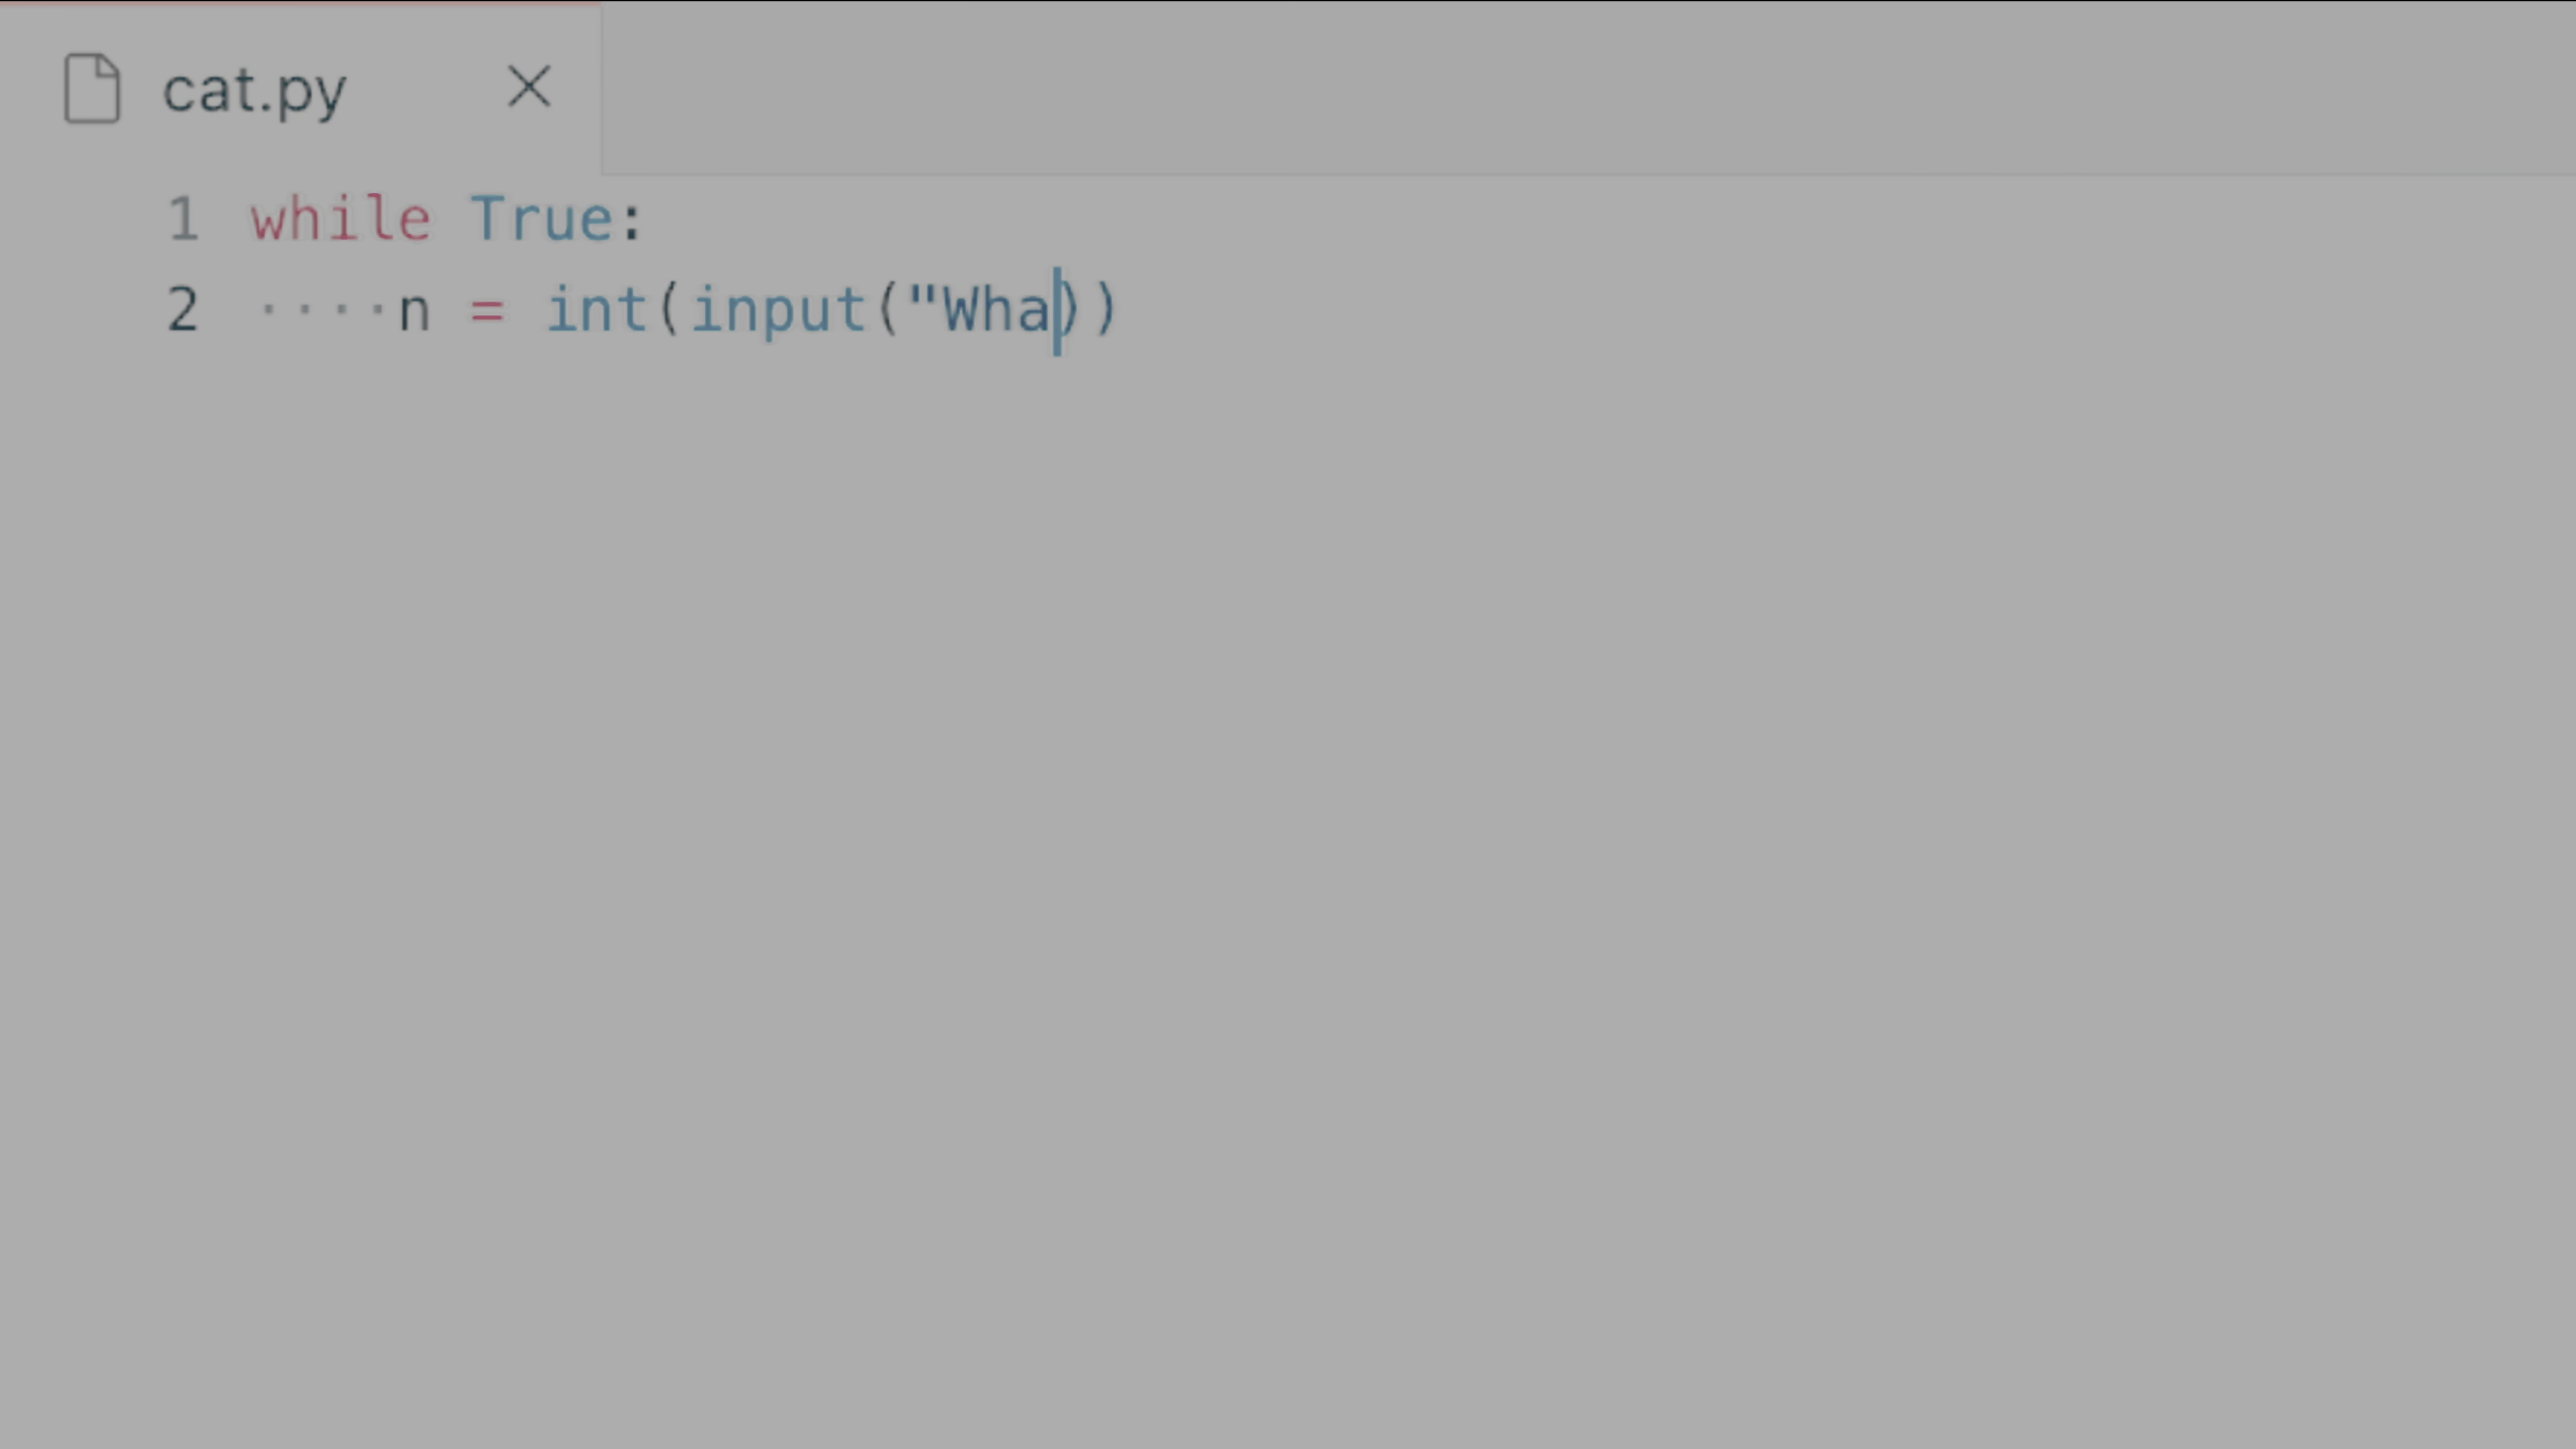 cat.py
1 while True:
2 ····n = int(input("Wha))